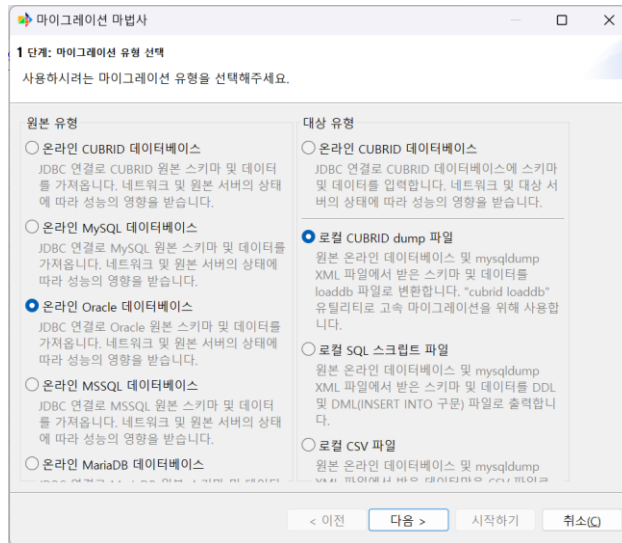 마이그레이션 마법사
1 단계: 마이그레이션 유형 선택
사용하시려는 마이그레이션 유형을 선택해주세요.
원본 유형
온라인 CUBRID 데이터베이스
JDBC 연결로 CUBRID 원본 스키마 및 데이터
를 가져옵니다. 네트워크 및 원본 서버의 상태
에 따라 성능의 영향을 받습니다.
온라인 MySQL 데이터베이스
JDBC 연결로 MySQL 원본 스키마 및 데이터를
가져옵니다. 네트워크 및 원본 서버의 상태에
따라 성능의 영향을 받습니다.
온라인 Oracle 데이터베이스
JDBC 연결로 Oracle 원본 스키마 및 데이터를
가져옵니다. 네트워크 및 원본 서버의 상태에
따라 성능의 영향을 받습니다.
온라인 MSSQL 데이터베이스
JDBC 연결로 MSSQL 원본 스키마 및 데이터
를 가져옵니다. 네트워크 및 원본 서버의 상태
에 따라 성능의 영향을 받습니다.
온라인 MariaDB 데이터베이스
대상 유형
온라인 CUBRID 데이터베이스
JDBC 연결로 CUBRID 데이터베이스에 스키마
및 데이터를 입력합니다. 네트워크 및 대상 서
버의 상태에 따라 성능의 영향을 받습니다.
로컬 CUBRID dump 파일
원본 온라인 데이터베이스 및 mysqldump
XML 파일에서 받은 스키마 및 데이터를
loaddb 파일로 변환합니다. "cubrid loaddb"
유틸리티로 고속 마이그레이션을 위해 사용합
니다.
로컬 SQL 스크립트 파일
원본 온라인 데이터베이스 및 mysqldump
XML 파일에서 받은 스키마 및 데이터를 DDL
및 DML(INSERT INTO 구문) 파일로 출력합니
다.
로컬 CSV 파일
원본 온라인 데이터베이스 및 mysqldump
< 이전
다음 >
시작하기
취소(C)